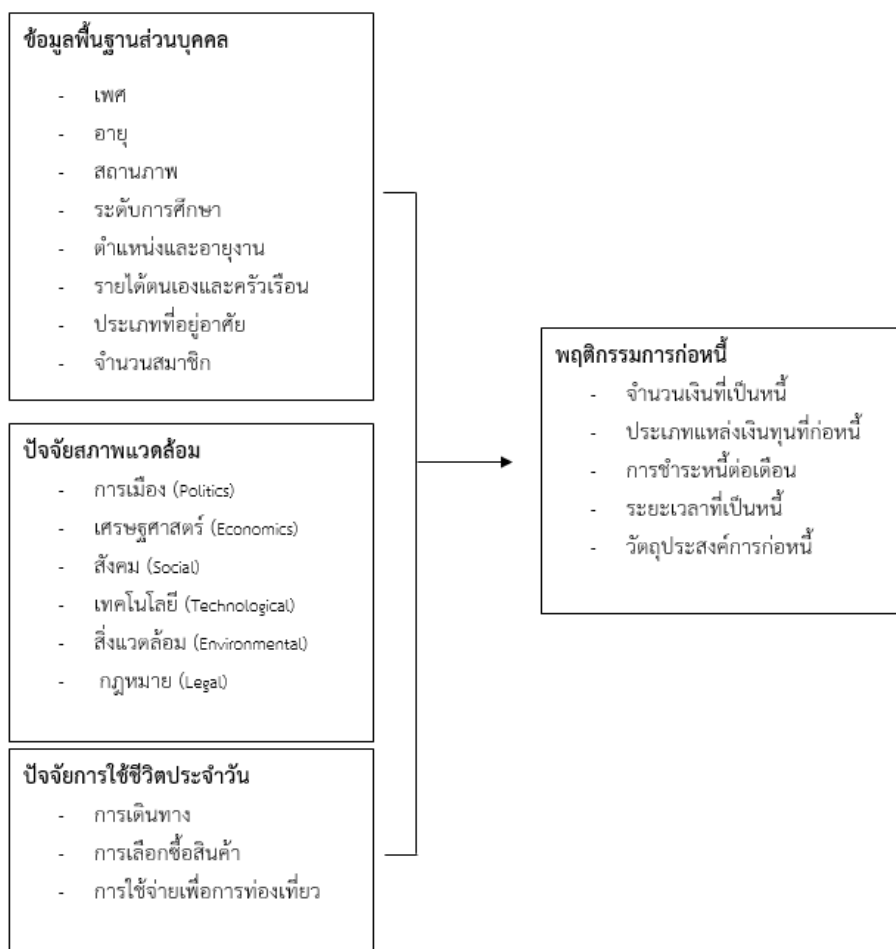 ข้อมูลพื้นฐานส่วนบุคคล
- เพศ
- อายุ
- สถานภาพ
- ระดับการศึกษา
- ตำแหน่งและอายุงาน
- รายได้ตนเองและครัวเรือน
- ประเภทที่อยู่อาศัย
- จำนวนสมาชิก
ปัจจัยสภาพแวดล้อม
- การเมือง (Politics)
- เศรษฐศาสตร์ (Economics)
- สังคม (Social)
- เทคโนโลยี (Technological)
- สิ่งแวดล้อม (Environmental)
- กฎหมาย (Legal)
ปัจจัยการใช้ชีวิตประจำวัน
- การเดินทาง
- การเลือกซื้อสินค้า
- การใช้จ่ายเพื่อการท่องเที่ยว
พฤติกรรมการก่อหนี้
- จำนวนเงินที่เป็นหนี้
- ประเภทแหล่งเงินทุนที่ก่อหนี้
- การชำระหนี้ต่อเดือน
- ระยะเวลาที่เป็นหนี้
- วัตถุประสงค์การก่อหนี้